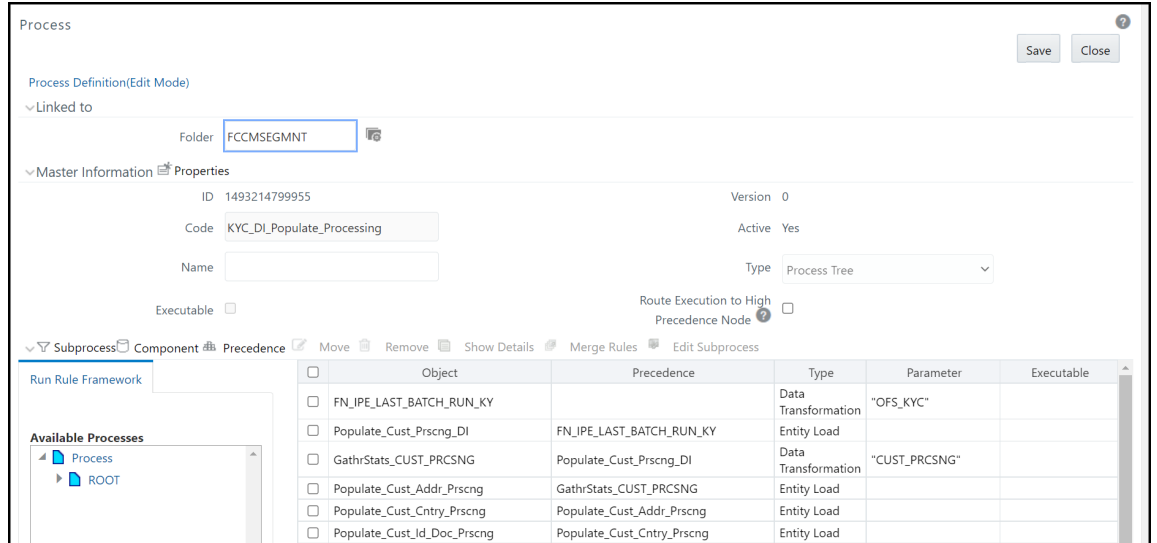 Process
?
Save Close
Process Definition(Edit Mode)
Linked to
Folder FCCMSEGMNT
Master Information Properties
ID 1493214799955 Version 0
Code KYC_DI_Populate_Processing Active Yes
Name Type Process Tree
Executable Route Execution to High
Precedence Node ?
Subprocess Component Precedence Move Remove Show Details Merge Rules Edit Subprocess
Run Rule Framework
Available Processes
Process
ROOT
Object Precedence Type Parameter Executable
FN_IPE_LAST_BATCH_RUN_KY Data
Transformation "OFS_KYC"
Populate_Cust_Prscng_DI FN_IPE_LAST_BATCH_RUN_KY Entity Load
GathrStats_CUST_PRCSNG Populate_Cust_Prscng_DI Data
Transformation "CUST_PRCSNG"
Populate_Cust_Addr_Prscng GathrStats_CUST_PRCSNG Entity Load
Populate_Cust_Cntry_Prscng Populate_Cust_Addr_Prscng Entity Load
Populate_Cust_Id_Doc_Prscng Populate_Cust_Cntry_Prscng Entity Load